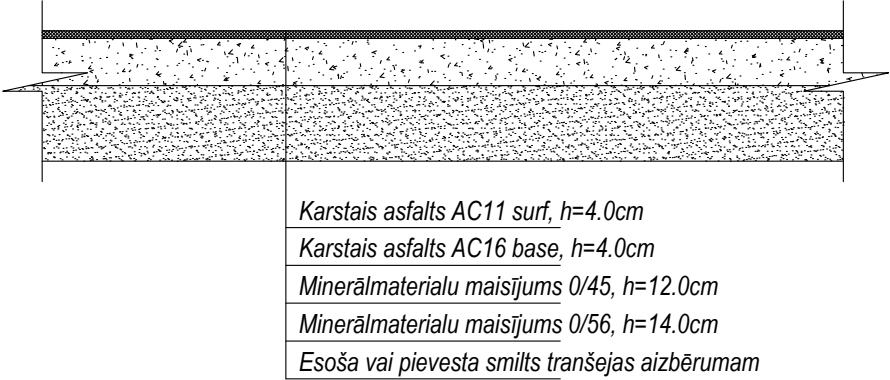 Karstais asfalts AC11 surf, h=4.0cm
Karstais asfalts AC16 base, h=4.0cm
Minerālmaterialu maisījums 0/45, h=12.0cm
Minerālmaterialu maisījums 0/56, h=14.0cm
Esoša vai pievesta smilts tranšejas aizbērumam